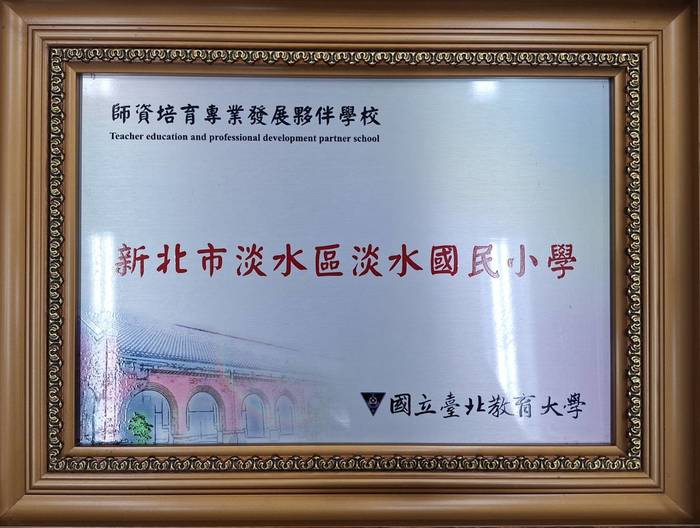 師資培育專業發展夥伴學校
Teacher education and professional development partner school
新北市淡水區淡水國民小學
國立臺北教育大學